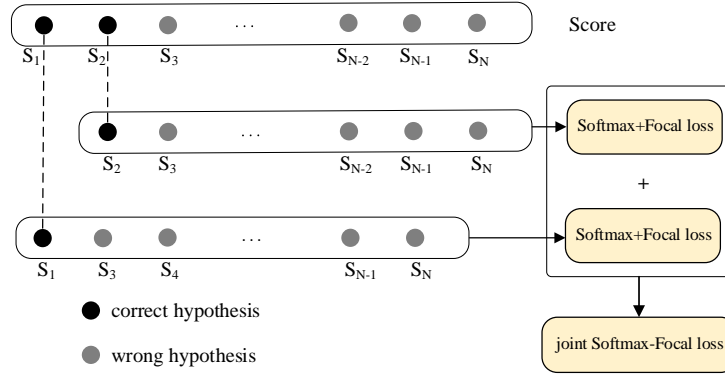 Score
S1 S2 S3 ... SN-2 SN-1 SN
S2 S3 ... SN-2 SN-1 SN
Softmax+Focal loss
+
S1 S3 S4 ... SN-1 SN
Softmax+Focal loss
correct hypothesis
wrong hypothesis
joint Softmax-Focal loss